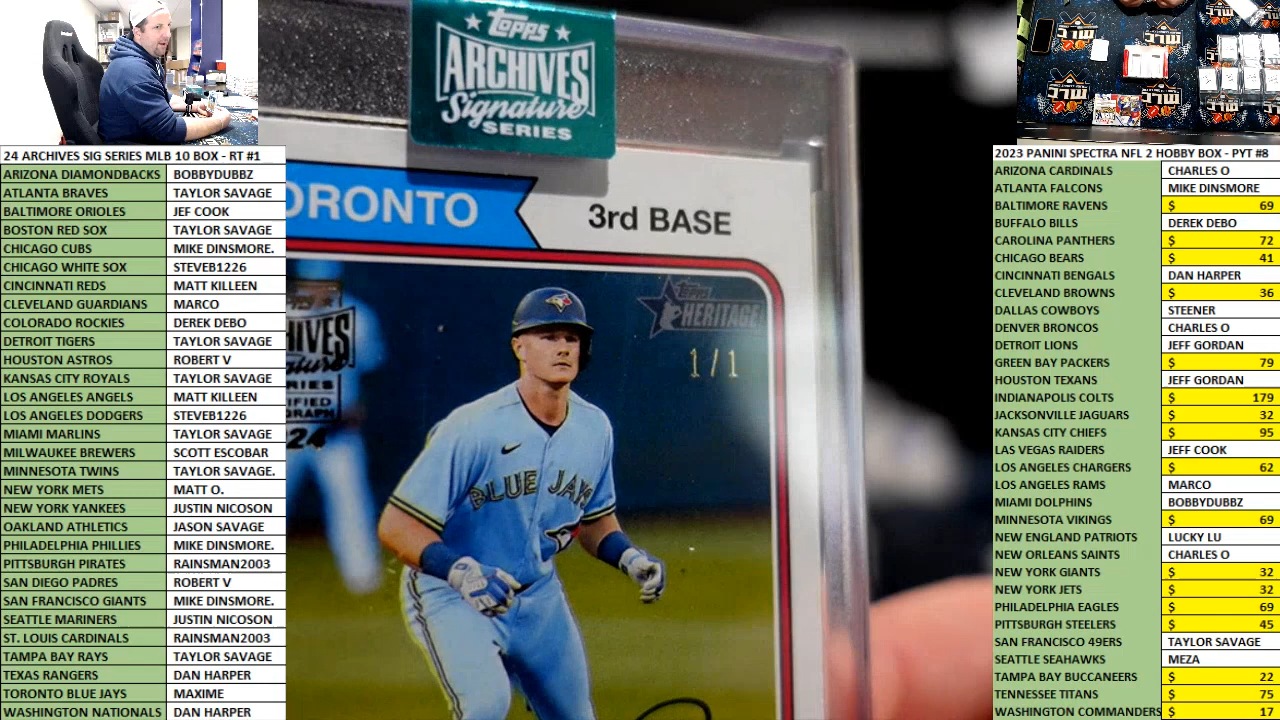 Topps
ARCHIVES
Signature
SERIES
ORONTO
3rd BASE
Topps
HERITAGE
1/1
BLUE JAYS
24 ARCHIVES SIG SERIES MLB 10 BOX - RT #1
ARIZONA DIAMONDBACKS BOBBYDUBBZ
ATLANTA BRAVES TAYLOR SAVAGE
BALTIMORE ORIOLES JEF COOK
BOSTON RED SOX TAYLOR SAVAGE
CHICAGO CUBS MIKE DINSMORE.
CHICAGO WHITE SOX STEVEB1226
CINCINNATI REDS MATT KILLEEN
CLEVELAND GUARDIANS MARCO
COLORADO ROCKIES DEREK DEBO
DETROIT TIGERS TAYLOR SAVAGE
HOUSTON ASTROS ROBERT V
KANSAS CITY ROYALS TAYLOR SAVAGE
LOS ANGELES ANGELS MATT KILLEEN
LOS ANGELES DODGERS STEVEB1226
MIAMI MARLINS TAYLOR SAVAGE
MILWAUKEE BREWERS SCOTT ESCOBAR
MINNESOTA TWINS TAYLOR SAVAGE.
NEW YORK METS MATT O.
NEW YORK YANKEES JUSTIN NICOSON
OAKLAND ATHLETICS JASON SAVAGE
PHILADELPHIA PHILLIES MIKE DINSMORE.
PITTSBURGH PIRATES RAINSMAN2003
SAN DIEGO PADRES ROBERT V
SAN FRANCISCO GIANTS MIKE DINSMORE.
SEATTLE MARINERS JUSTIN NICOSON
ST. LOUIS CARDINALS RAINSMAN2003
TAMPA BAY RAYS TAYLOR SAVAGE
TEXAS RANGERS DAN HARPER
TORONTO BLUE JAYS MAXIME
WASHINGTON NATIONALS DAN HARPER
2023 PANINI SPECTRA NFL 2 HOBBY BOX - PYT #8
ARIZONA CARDINALS CHARLES O
ATLANTA FALCONS MIKE DINSMORE
BALTIMORE RAVENS $ 69
BUFFALO BILLS DEREK DEBO
CAROLINA PANTHERS $ 72
CHICAGO BEARS $ 41
CINCINNATI BENGALS DAN HARPER
CLEVELAND BROWNS $ 36
DALLAS COWBOYS STEENER
DENVER BRONCOS CHARLES O
DETROIT LIONS JEFF GORDAN
GREEN BAY PACKERS $ 79
HOUSTON TEXANS JEFF GORDAN
INDIANAPOLIS COLTS $ 179
JACKSONVILLE JAGUARS $ 32
KANSAS CITY CHIEFS $ 95
LAS VEGAS RAIDERS JEFF COOK
LOS ANGELES CHARGERS $ 62
LOS ANGELES RAMS MARCO
MIAMI DOLPHINS BOBBYDUBBZ
MINNESOTA VIKINGS $ 69
NEW ENGLAND PATRIOTS LUCKY LU
NEW ORLEANS SAINTS CHARLES O
NEW YORK GIANTS $ 32
NEW YORK JETS $ 32
PHILADELPHIA EAGLES $ 69
PITTSBURGH STEELERS $ 45
SAN FRANCISCO 49ERS TAYLOR SAVAGE
SEATTLE SEAHAWKS MEZA
TAMPA BAY BUCCANEERS $ 22
TENNESSEE TITANS $ 75
WASHINGTON COMMANDERS $ 17